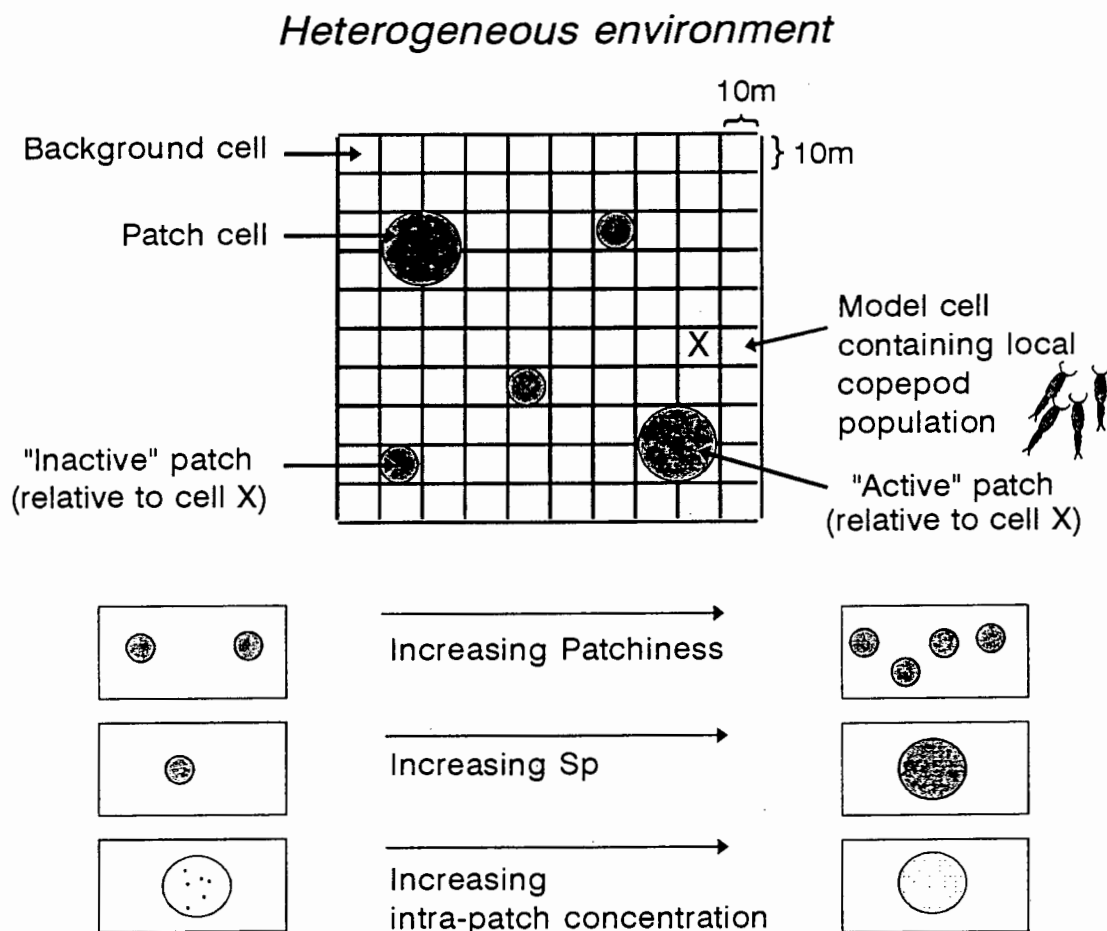 Heterogeneous environment
10m
Background cell
} 10m
Patch cell
Model cell
containing local
copepod
population
X
"Inactive" patch
(relative to cell X)
"Active" patch
(relative to cell X)
Increasing Patchiness
Increasing Sp
Increasing
intra-patch concentration